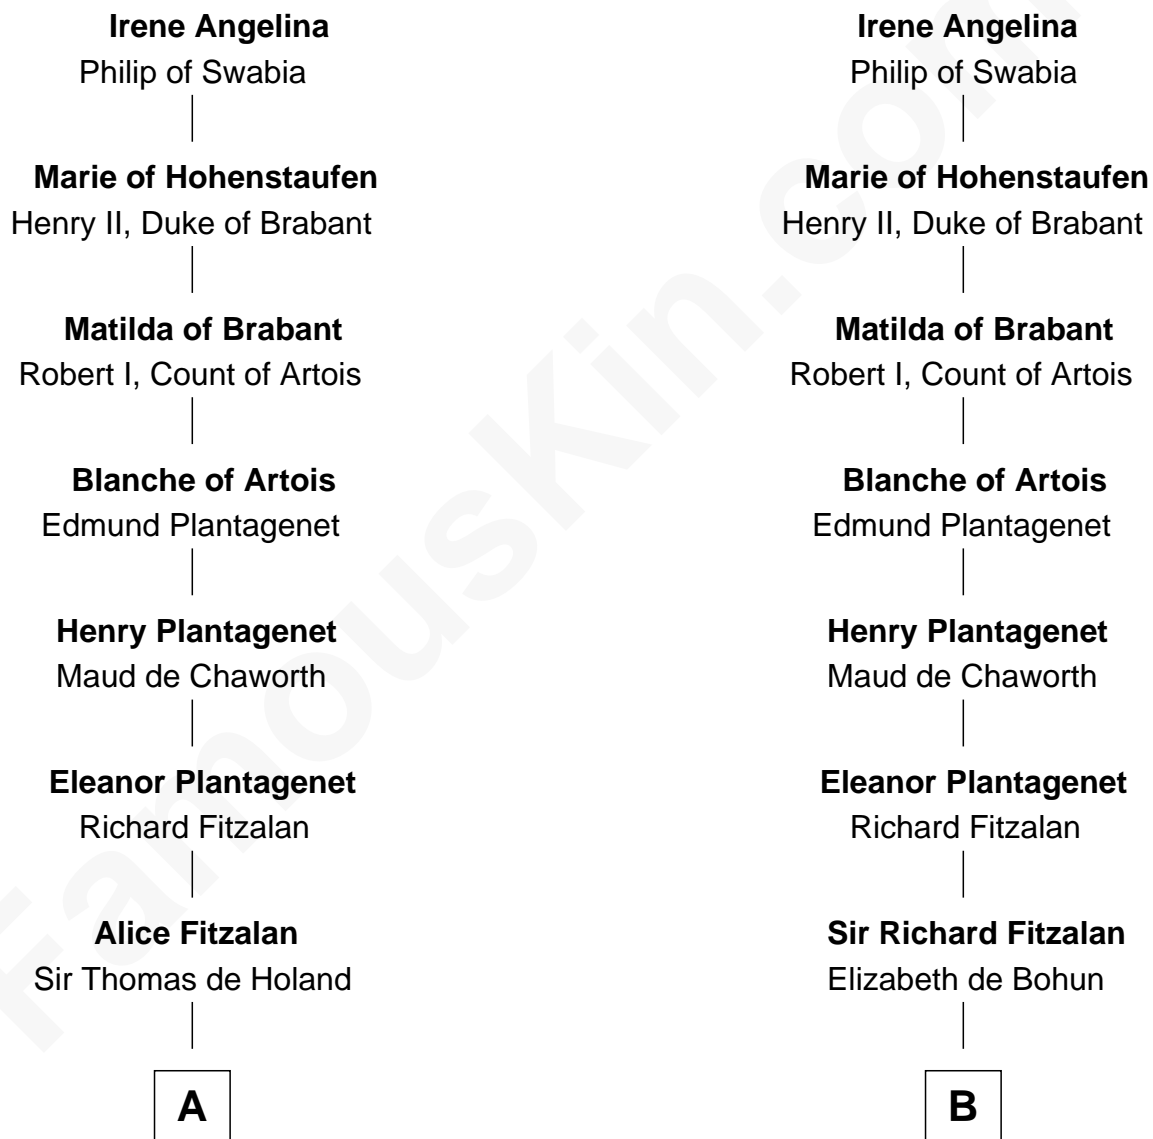 Irene Angelina
Philip of Swabia
Marie of Hohenstaufen
Henry II, Duke of Brabant
Matilda of Brabant
Robert I, Count of Artois
Blanche of Artois
Edmund Plantagenet
Henry Plantagenet
Maud de Chaworth
Eleanor Plantagenet
Richard Fitzalan
Alice Fitzalan
Sir Thomas de Holand
A
Irene Angelina
Philip of Swabia
Marie of Hohenstaufen
Henry II, Duke of Brabant
Matilda of Brabant
Robert I, Count of Artois
Blanche of Artois
Edmund Plantagenet
Henry Plantagenet
Maud de Chaworth
Eleanor Plantagenet
Richard Fitzalan
Sir Richard Fitzalan
Elizabeth de Bohun
B
FamousKin.com